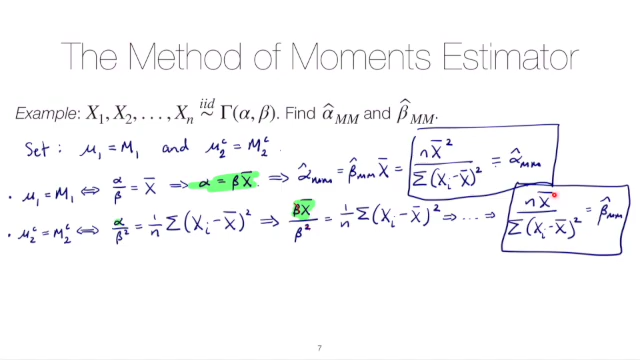 The Method of Moments Estimator
Example: X₁, X₂, …, Xₙ iid ~ Γ(α, β). Find α̂_MM and β̂_MM.
Set : μ₁ = M₁ and μ₂ᶜ = M₂ᶜ.
• μ₁ = M₁ ⇔ α/β = X̄ ⇒ α = βX̄ ⇒ α̂_MM = β̂_MM X̄ = nX̄²/Σ(Xᵢ-X̄)² = α̂_MM
• μ₂ᶜ = M₂ᶜ ⇔ α/β² = 1/n Σ(Xᵢ-X̄)² ⇒ βX̄/β² = 1/n Σ(Xᵢ-X̄)² ⇒ ... ⇒ nX̄/Σ(Xᵢ-X̄)² = β̂_MM
7